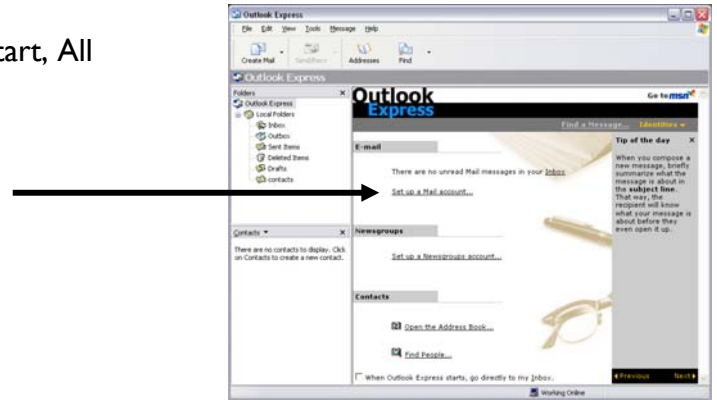 tart, All
Outlook Express
File Edit View Tools Message Help
Create Mail Send/Recv Addresses Find
Outlook Express
Folders
Outlook Express
Local Folders
Inbox
Outbox
Sent Items
Deleted Items
Drafts
contacts
Contacts
There are no contacts to display. Click
on Contacts to create a new contact.
Outlook
Express
Go to msn
Find a Message... Identities
E-mail
There are no unread Mail messages in your Inbox
Set up a Mail account...
Newsgroups
Set up a Newsgroups account...
Contacts
Open the Address Book...
Find People...
When Outlook Express starts, go directly to my Inbox.
Tip of the day
When you compose a
new message, briefly
summarize what the
message is about in
the subject line.
That way, the
recipient will know
what your message is
about before they
even open it up.
Previous Next
Working Online